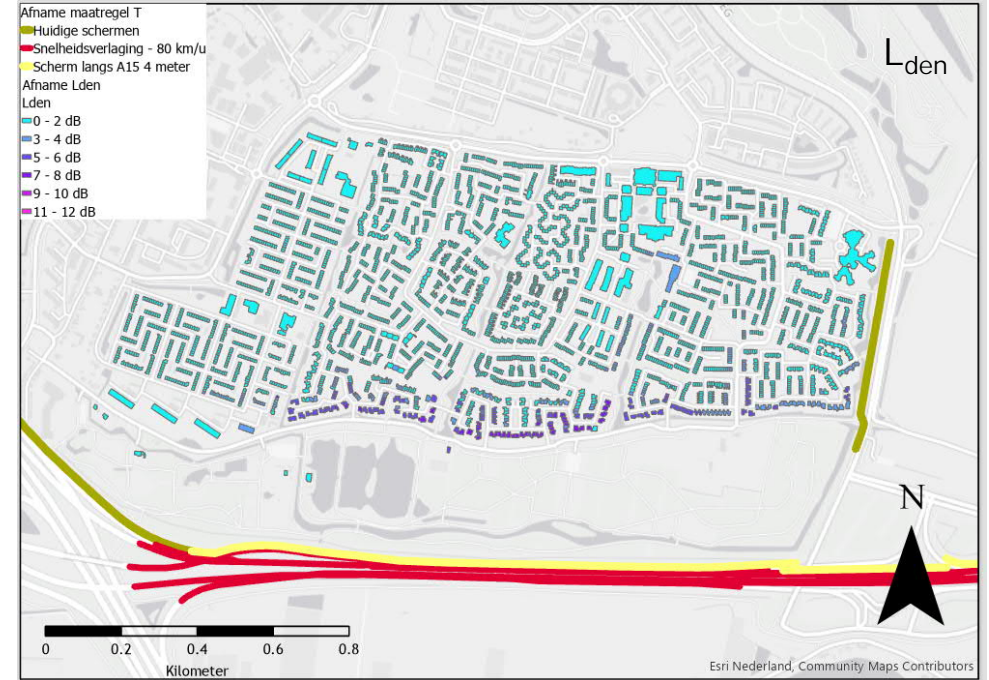 Afname maatregel T
Huidige schermen
Snelheidsverlaging - 80 km/u
Scherm langs A15 4 meter
Afname Lden
Lden
0 - 2 dB
3 - 4 dB
5 - 6 dB
7 - 8 dB
9 - 10 dB
11 - 12 dB
Lden
N
0 0.2 0.4 0.6 0.8
Kilometer
Esri Nederland, Community Maps Contributors